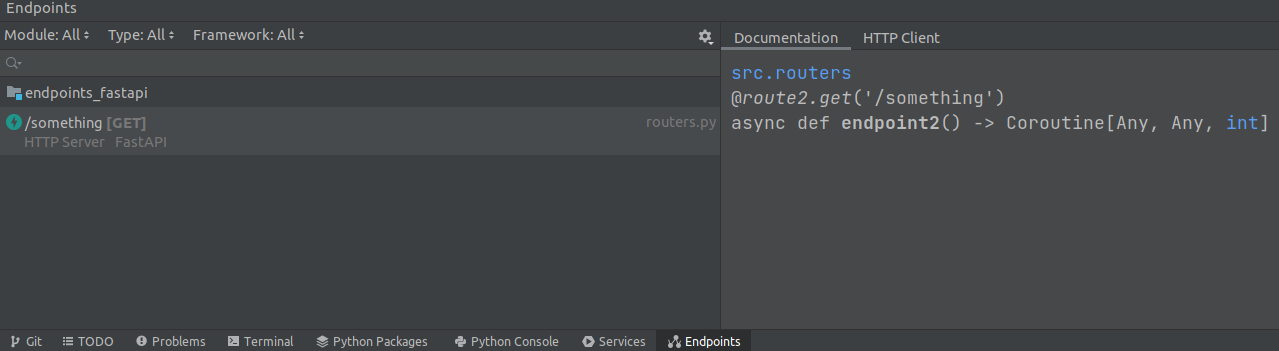 Endpoints
Module: All Type: All Framework: All
endpoints_fastapi
/something [GET] routers.py
HTTP Server FastAPI
Documentation HTTP Client
src.routers
@route2.get('/something')
async def endpoint2() -> Coroutine[Any, Any, int]
Git TODO Problems Terminal Python Packages Python Console Services Endpoints